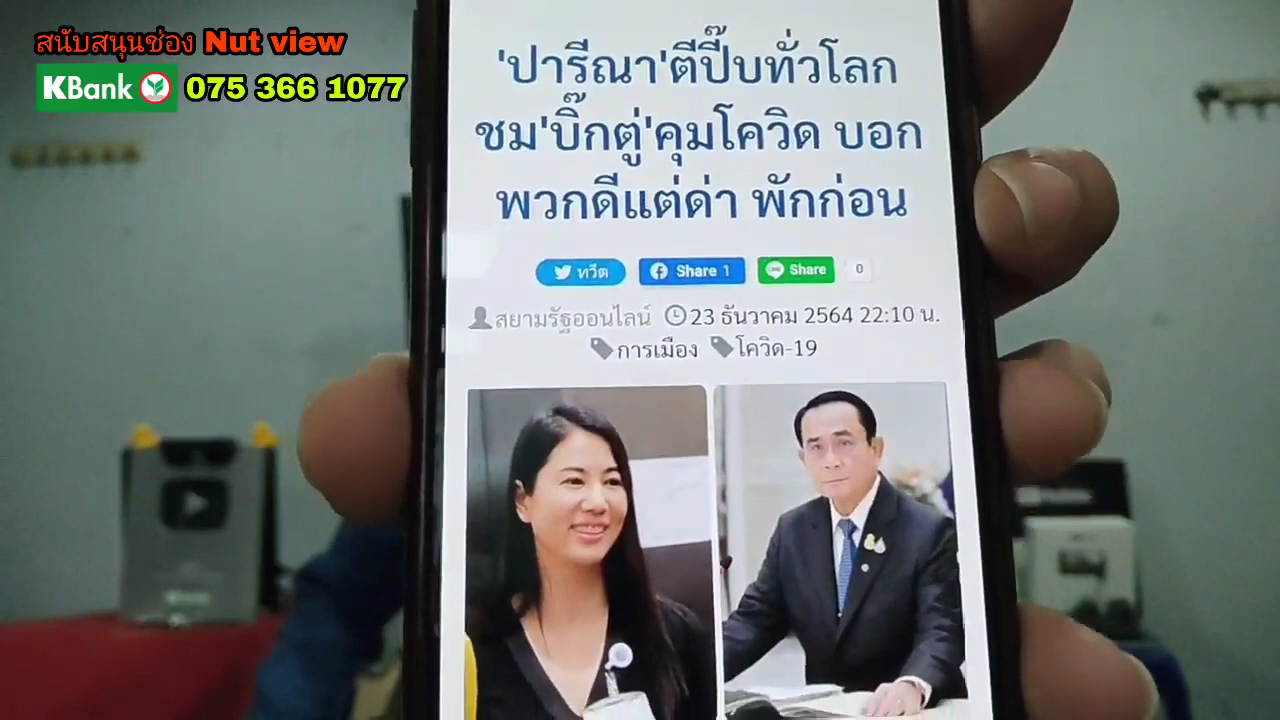 สนับสนุนช่อง Nut view
KBank 075 366 1077
'ปารีณา'ตีปี๊บทั่วโลก
ชม'บิ๊กตู่'คุมโควิด บอก
พวกดีแต่ด่า พักก่อน
ทวีต Share 1 Share 0
สยามรัฐออนไลน์ 23 ธันวาคม 2564 22:10 น.
การเมือง โควิด-19